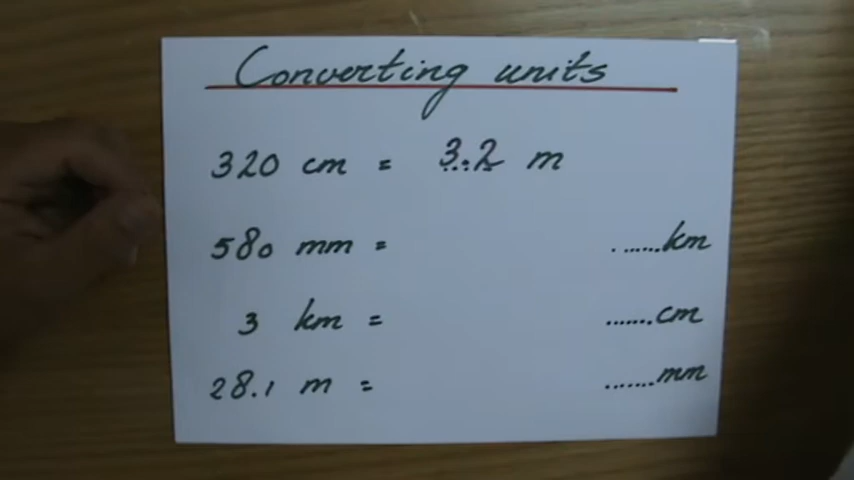 Converting units
320 cm = 3.2 m
580 mm = .......km
3 km = .......cm
28.1 m = .......mm